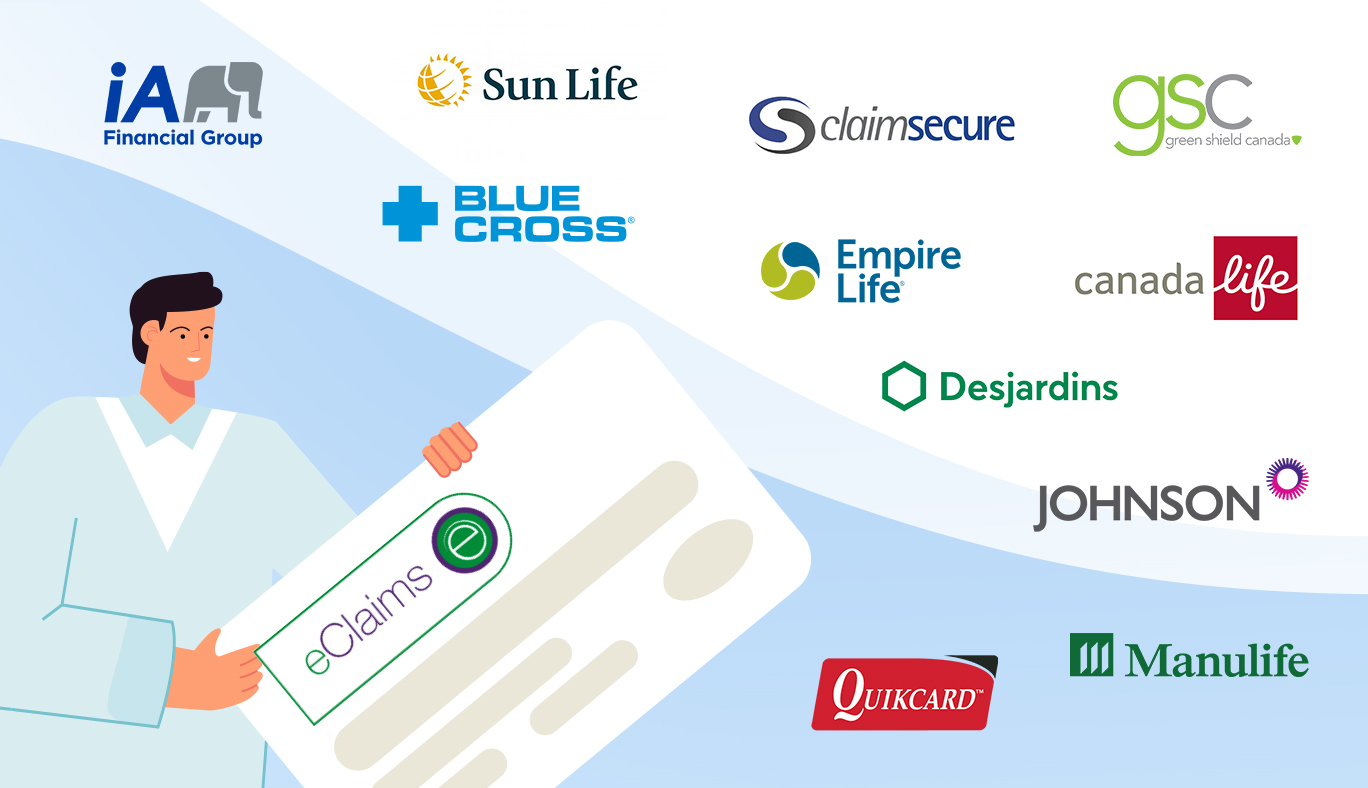 iA
Financial Group
Sun Life
claimsecure
gsc
green shield canada
BLUE
CROSS®
Empire
Life®
canada life
Desjardins
JOHNSON
eClaims e
QUIKCARD™
Manulife